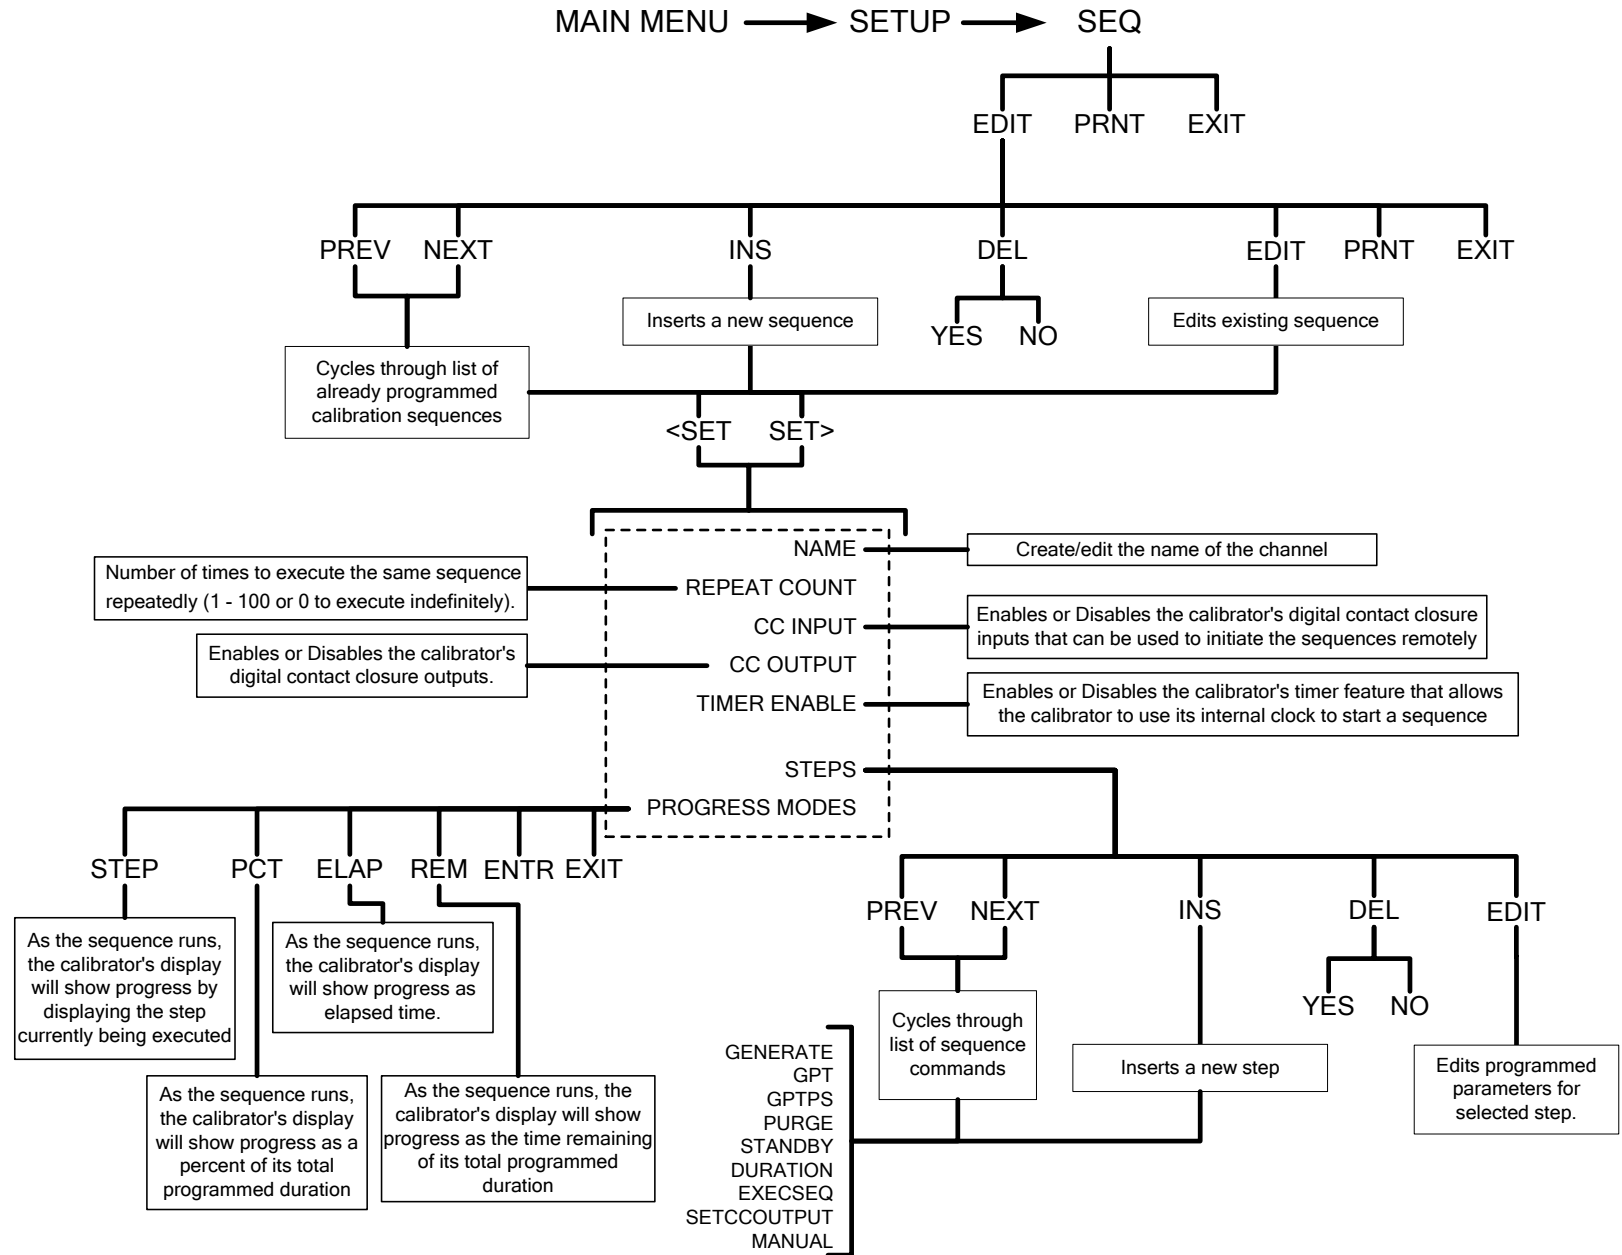 MAIN MENU SETUP SEQ
EDIT PRNT EXIT
PREV NEXT INS DEL EDIT PRNT EXIT
Cycles through list of
already programmed
calibration sequences
Inserts a new sequence
YES NO
Edits existing sequence
<SET SET>
NAME
Create/edit the name of the channel
Number of times to execute the same sequence
repeatedly (1 - 100 or 0 to execute indefinitely).
REPEAT COUNT
CC INPUT
Enables or Disables the calibrator's digital contact closure
inputs that can be used to initiate the sequences remotely
Enables or Disables the calibrator's
digital contact closure outputs.
CC OUTPUT
TIMER ENABLE
Enables or Disables the calibrator's timer feature that allows
the calibrator to use its internal clock to start a sequence
STEPS
PROGRESS MODES
STEP PCT ELAP REM ENTR EXIT
As the sequence runs,
the calibrator's display
will show progress by
displaying the step
currently being executed
As the sequence runs,
the calibrator's display
will show progress as a
percent of its total
programmed duration
As the sequence runs,
the calibrator's display
will show progress as
elapsed time.
As the sequence runs, the
calibrator's display will show
progress as the time remaining
of its total programmed
duration
PREV NEXT INS DEL EDIT
YES NO
Cycles through
list of sequence
commands
Inserts a new step
Edits programmed
parameters for
selected step.
GENERATE
GPT
GPTPS
PURGE
STANDBY
DURATION
EXECSEQ
SETCCOUTPUT
MANUAL